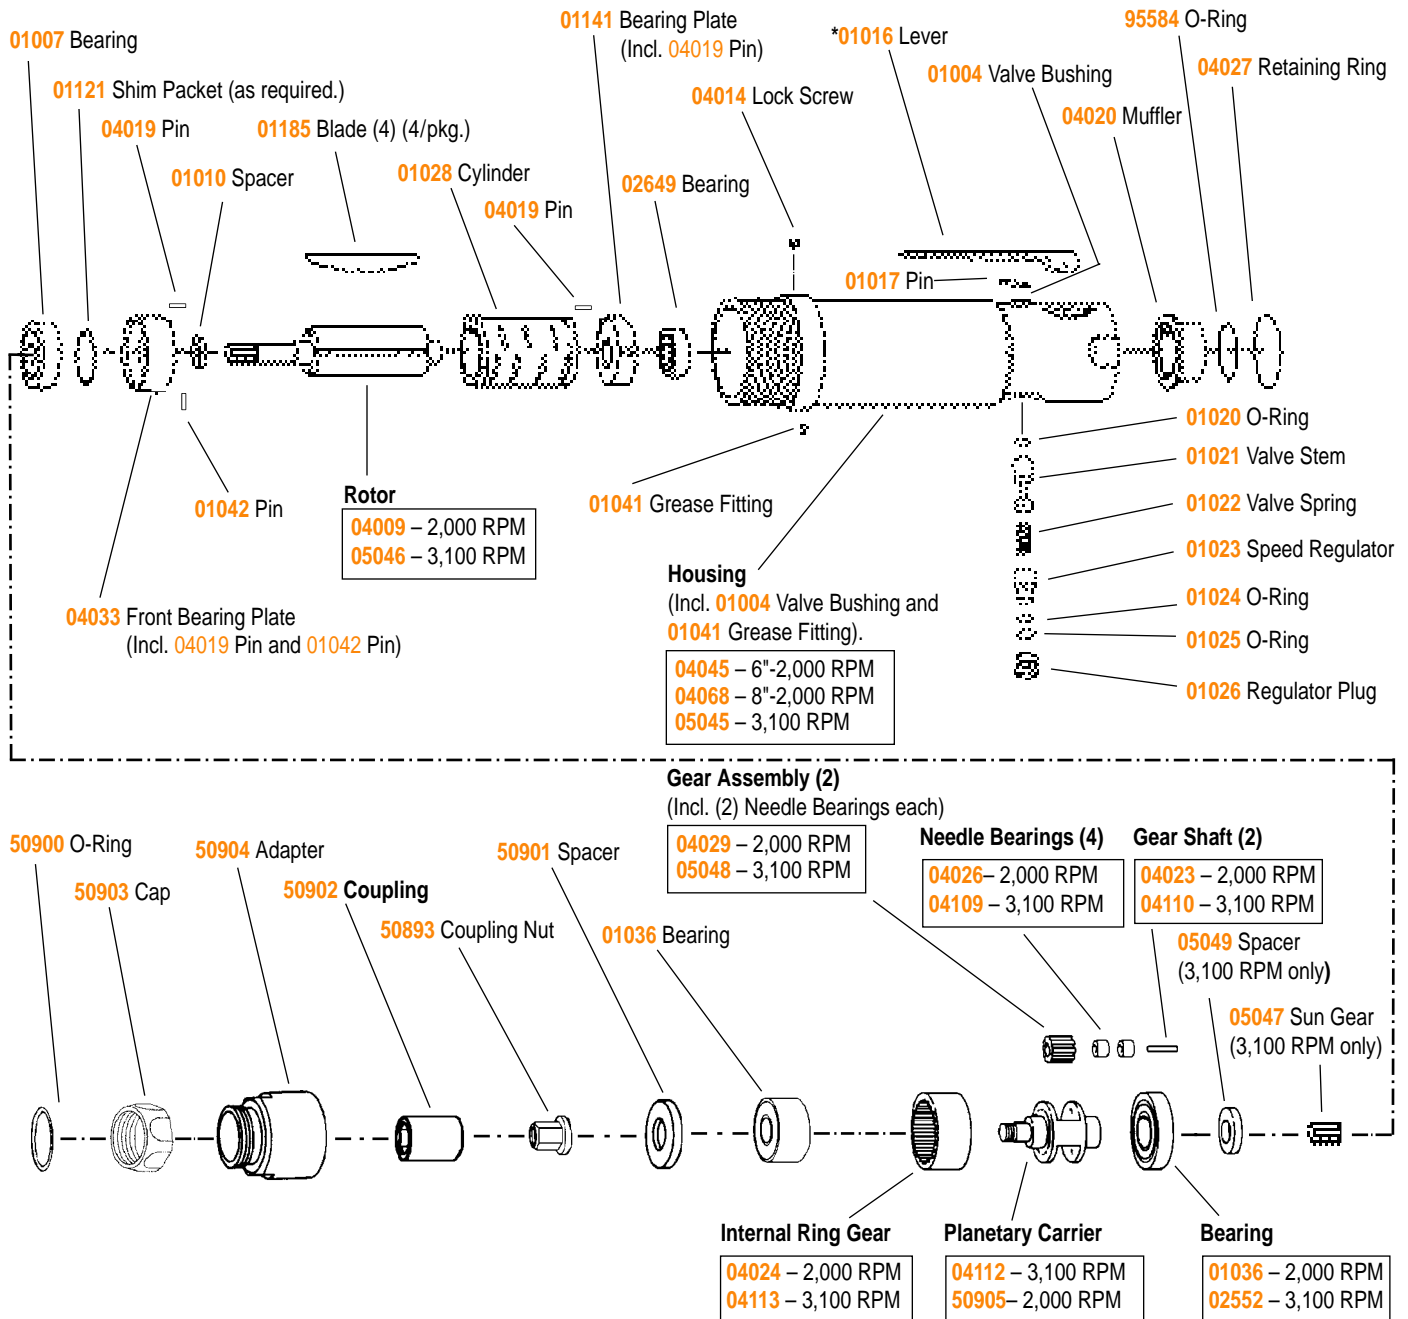 01007 Bearing
01121 Shim Packet (as required.)
04019 Pin
01185 Blade (4) (4/pkg.)
01010 Spacer
01141 Bearing Plate
(Incl. 04019 Pin)
01028 Cylinder
04019 Pin
02649 Bearing
04014 Lock Screw
*01016 Lever
01004 Valve Bushing
95584 O-Ring
04027 Retaining Ring
04020 Muffler
01017 Pin
01042 Pin
04033 Front Bearing Plate
(Incl. 04019 Pin and 01042 Pin)
Rotor
04009 – 2,000 RPM
05046 – 3,100 RPM
01041 Grease Fitting
Housing
(Incl. 01004 Valve Bushing and
01041 Grease Fitting).
04045 – 6"-2,000 RPM
04068 – 8"-2,000 RPM
05045 – 3,100 RPM
01020 O-Ring
01021 Valve Stem
01022 Valve Spring
01023 Speed Regulator
01024 O-Ring
01025 O-Ring
01026 Regulator Plug
50900 O-Ring
50903 Cap
50904 Adapter
50902 Coupling
50893 Coupling Nut
50901 Spacer
01036 Bearing
Gear Assembly (2)
(Incl. (2) Needle Bearings each)
04029 – 2,000 RPM
05048 – 3,100 RPM
Needle Bearings (4)
04026– 2,000 RPM
04109 – 3,100 RPM
Gear Shaft (2)
04023 – 2,000 RPM
04110 – 3,100 RPM
05049 Spacer
(3,100 RPM only)
05047 Sun Gear
(3,100 RPM only)
Internal Ring Gear
04024 – 2,000 RPM
04113 – 3,100 RPM
Planetary Carrier
04112 – 3,100 RPM
50905– 2,000 RPM
Bearing
01036 – 2,000 RPM
02552 – 3,100 RPM